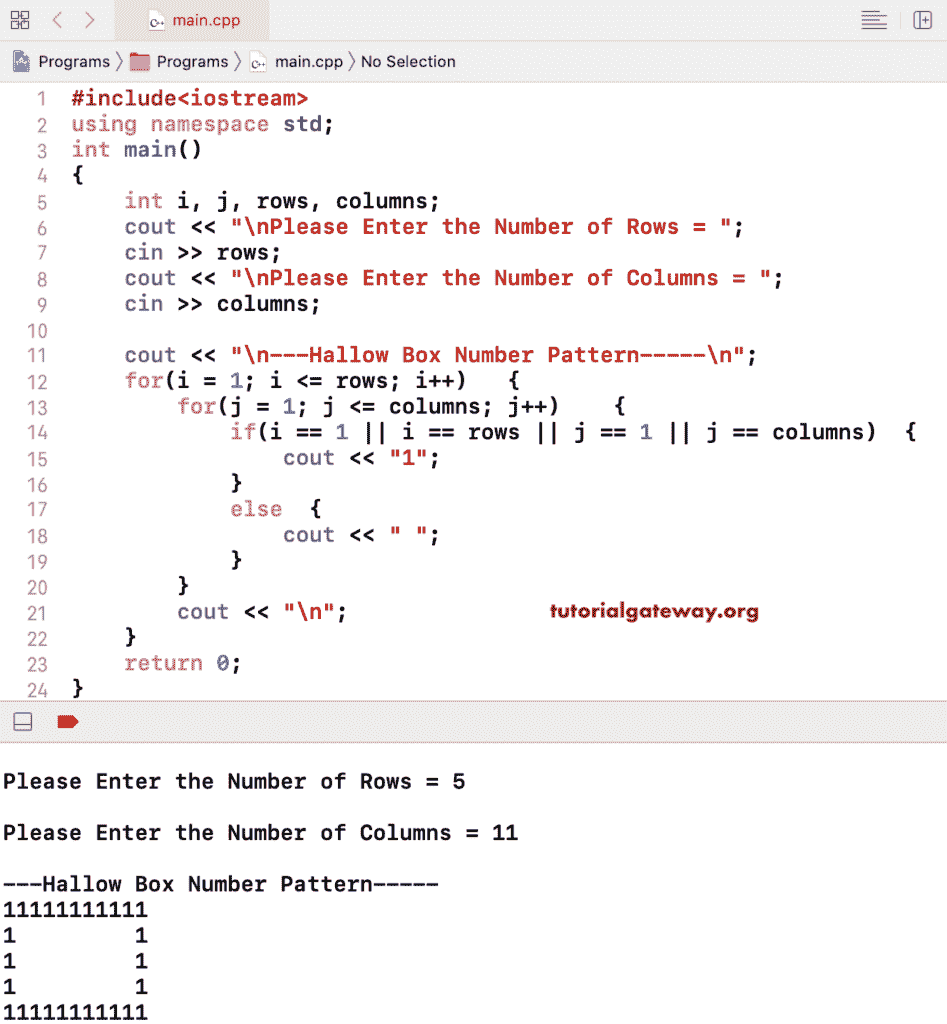 main.cpp
Programs 〉 Programs 〉 main.cpp 〉 No Selection
1 #include<iostream>
2 using namespace std;
3 int main()
4 {
5     int i, j, rows, columns;
6     cout << "\nPlease Enter the Number of Rows = ";
7     cin >> rows;
8     cout << "\nPlease Enter the Number of Columns = ";
9     cin >> columns;
10
11     cout << "\n---Hallow Box Number Pattern-----\n";
12     for(i = 1; i <= rows; i++)   {
13         for(j = 1; j <= columns; j++)    {
14             if(i == 1 || i == rows || j == 1 || j == columns)  {
15                 cout << "1";
16             }
17             else  {
18                 cout << " ";
19             }
20         }
21         cout << "\n";     tutorialgateway.org
22     }
23     return 0;
24 }
Please Enter the Number of Rows = 5
Please Enter the Number of Columns = 11
---Hallow Box Number Pattern-----
11111111111
1         1
1         1
1         1
11111111111